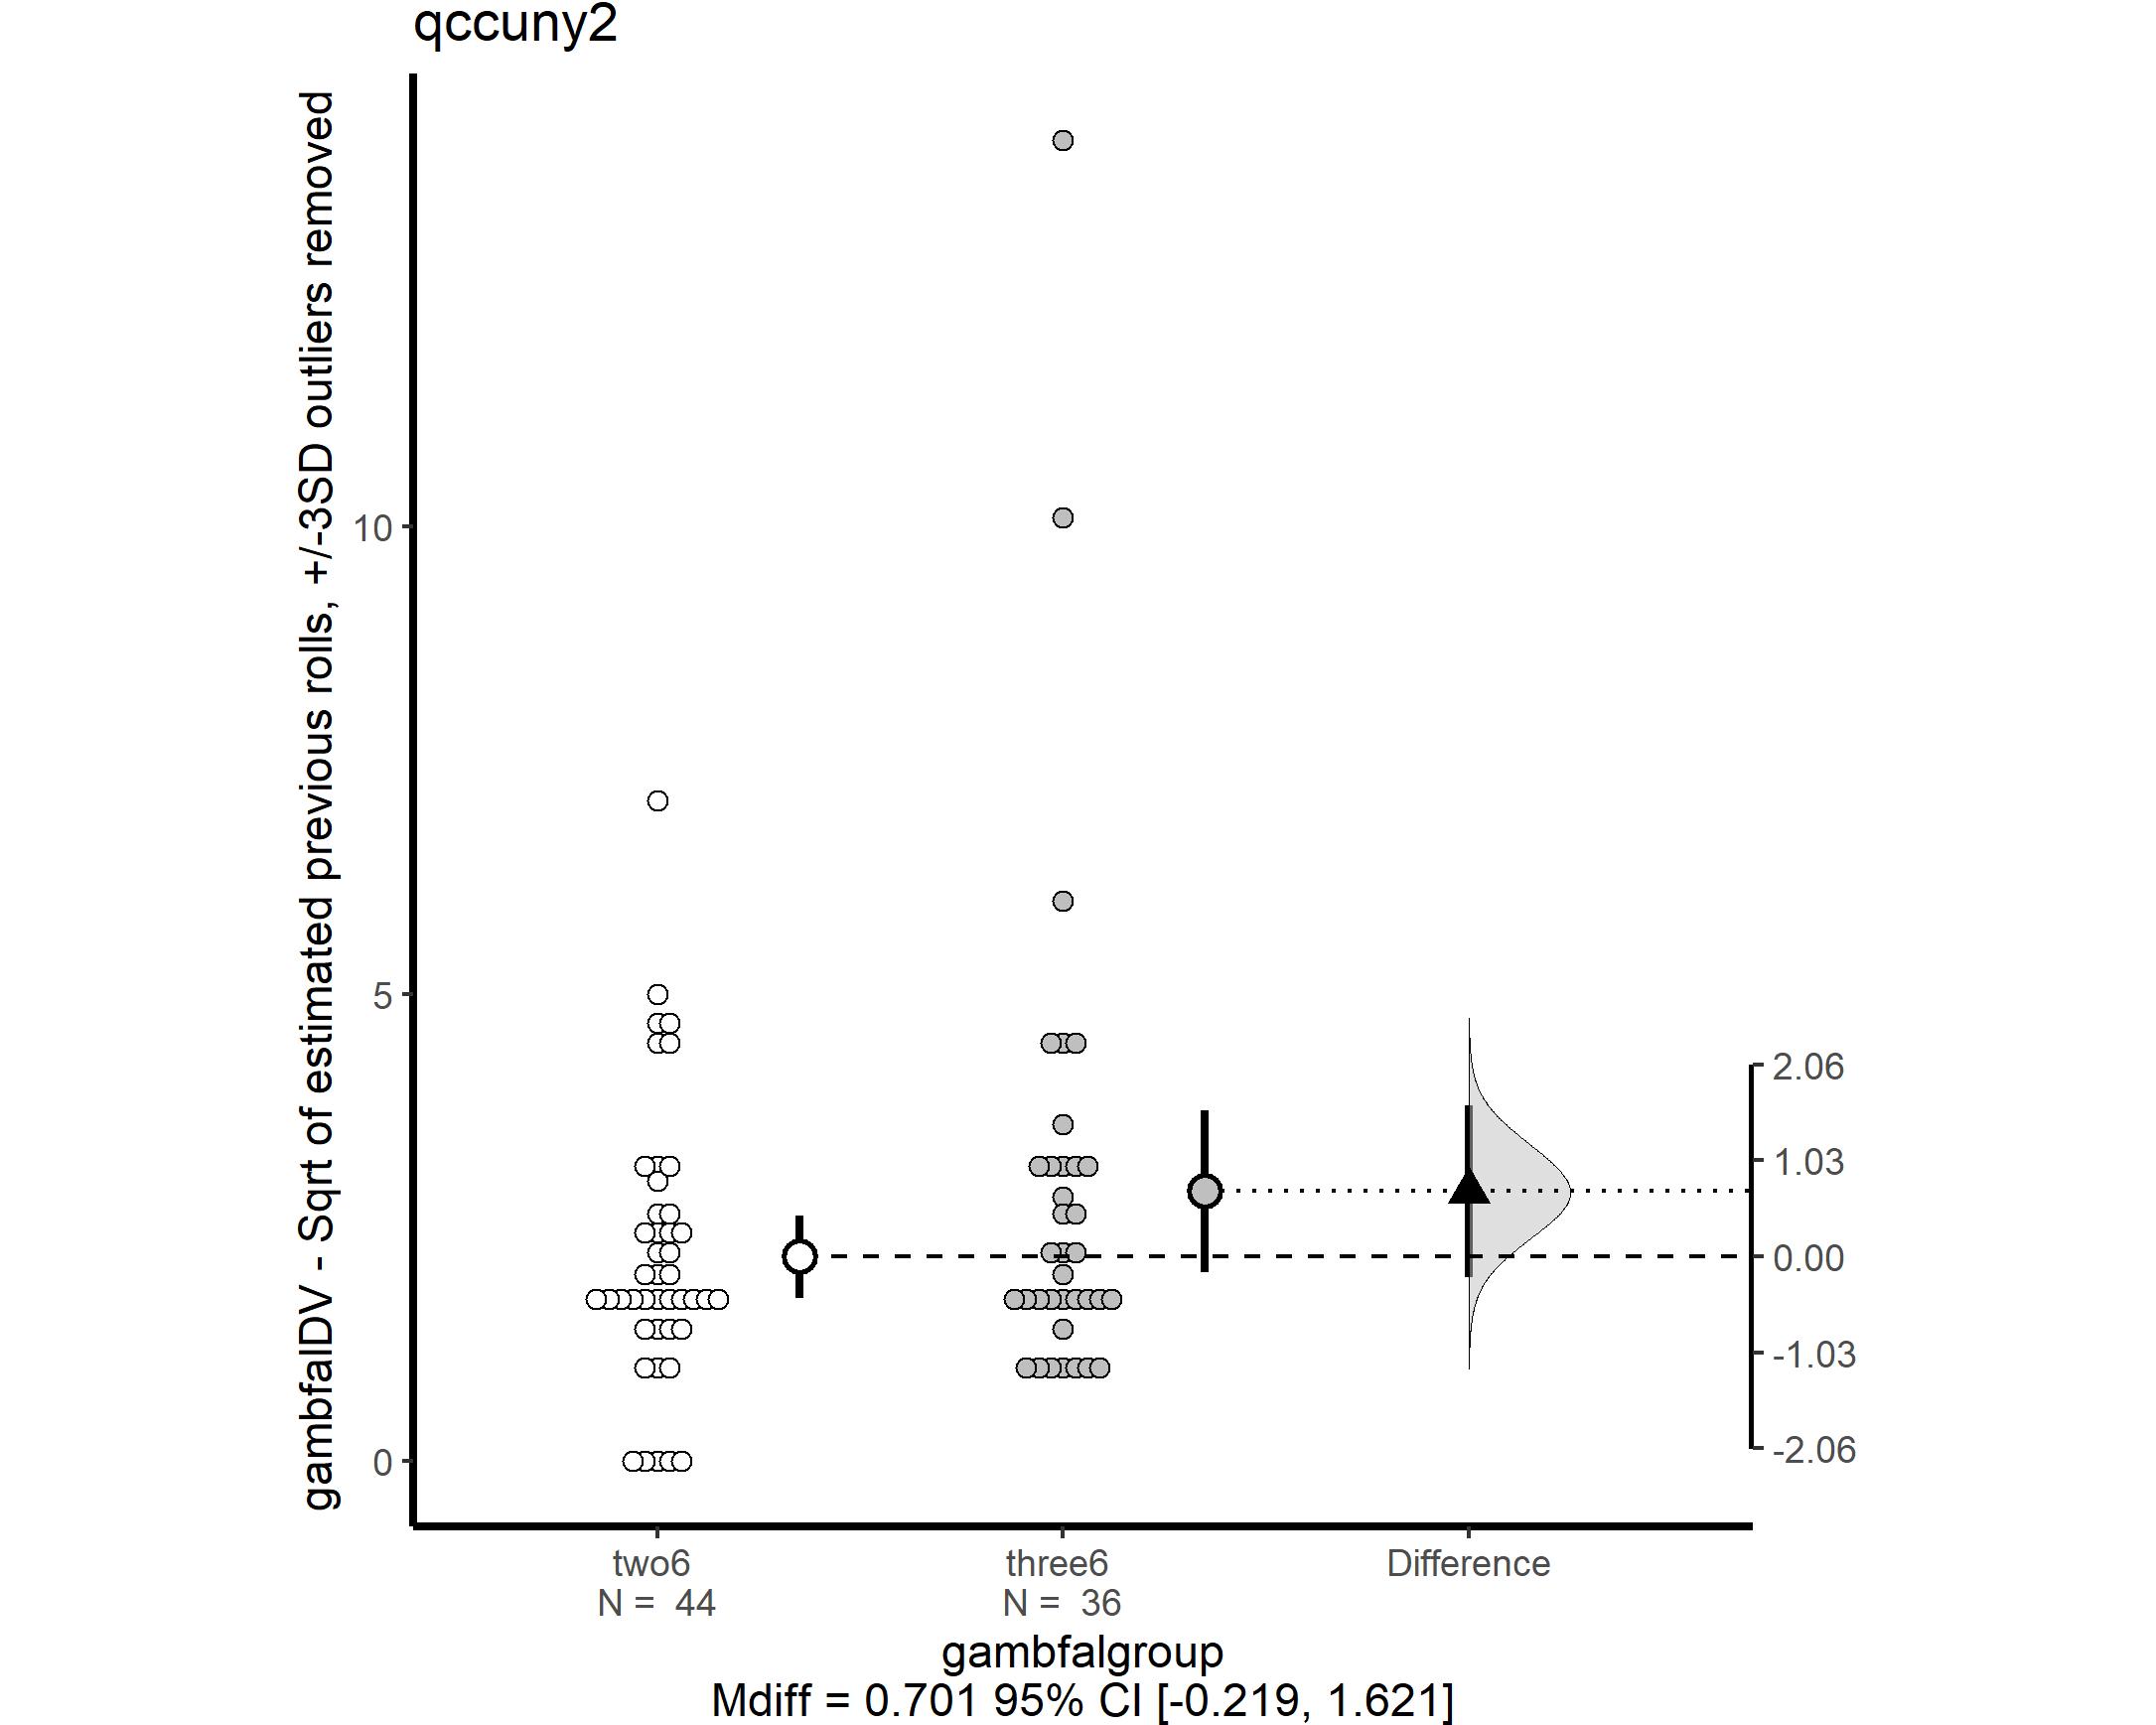 qccuny2
gambfalDV - Sqrt of estimated previous rolls, +/-3SD outliers removed
10
5
0
2.06
1.03
0.00
-1.03
-2.06
two6
N =  44
three6
N =  36
Difference
gambfalgroup
Mdiff = 0.701 95% CI [-0.219, 1.621]